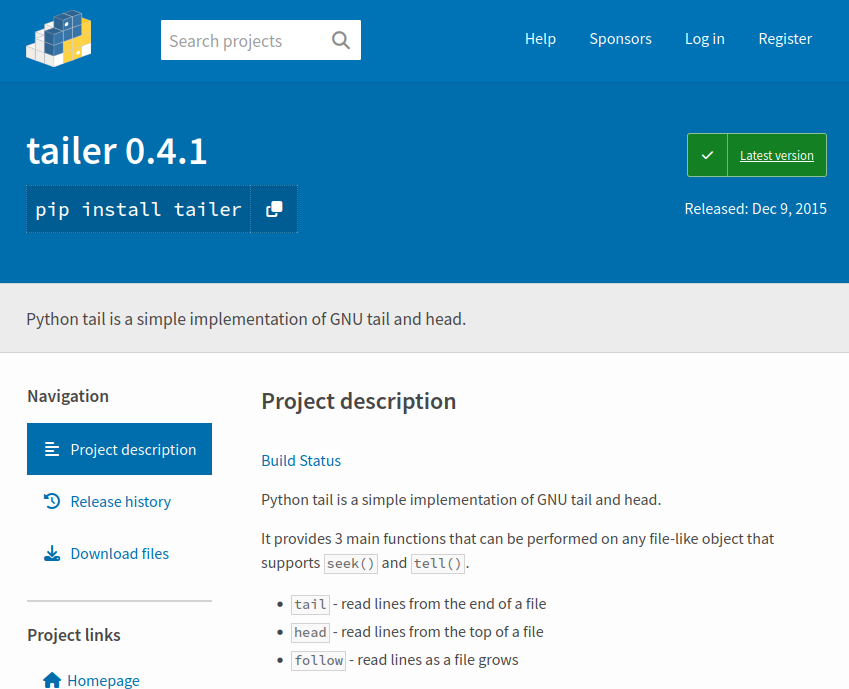 Search projects
Help
Sponsors
Log in
Register
tailer 0.4.1
pip install tailer
Latest version
Released: Dec 9, 2015
Python tail is a simple implementation of GNU tail and head.
Navigation
Project description
Release history
Download files
Project links
Homepage
Project description
Build Status
Python tail is a simple implementation of GNU tail and head.
It provides 3 main functions that can be performed on any file-like object that
supports seek() and tell().
• tail - read lines from the end of a file
• head - read lines from the top of a file
• follow - read lines as a file grows